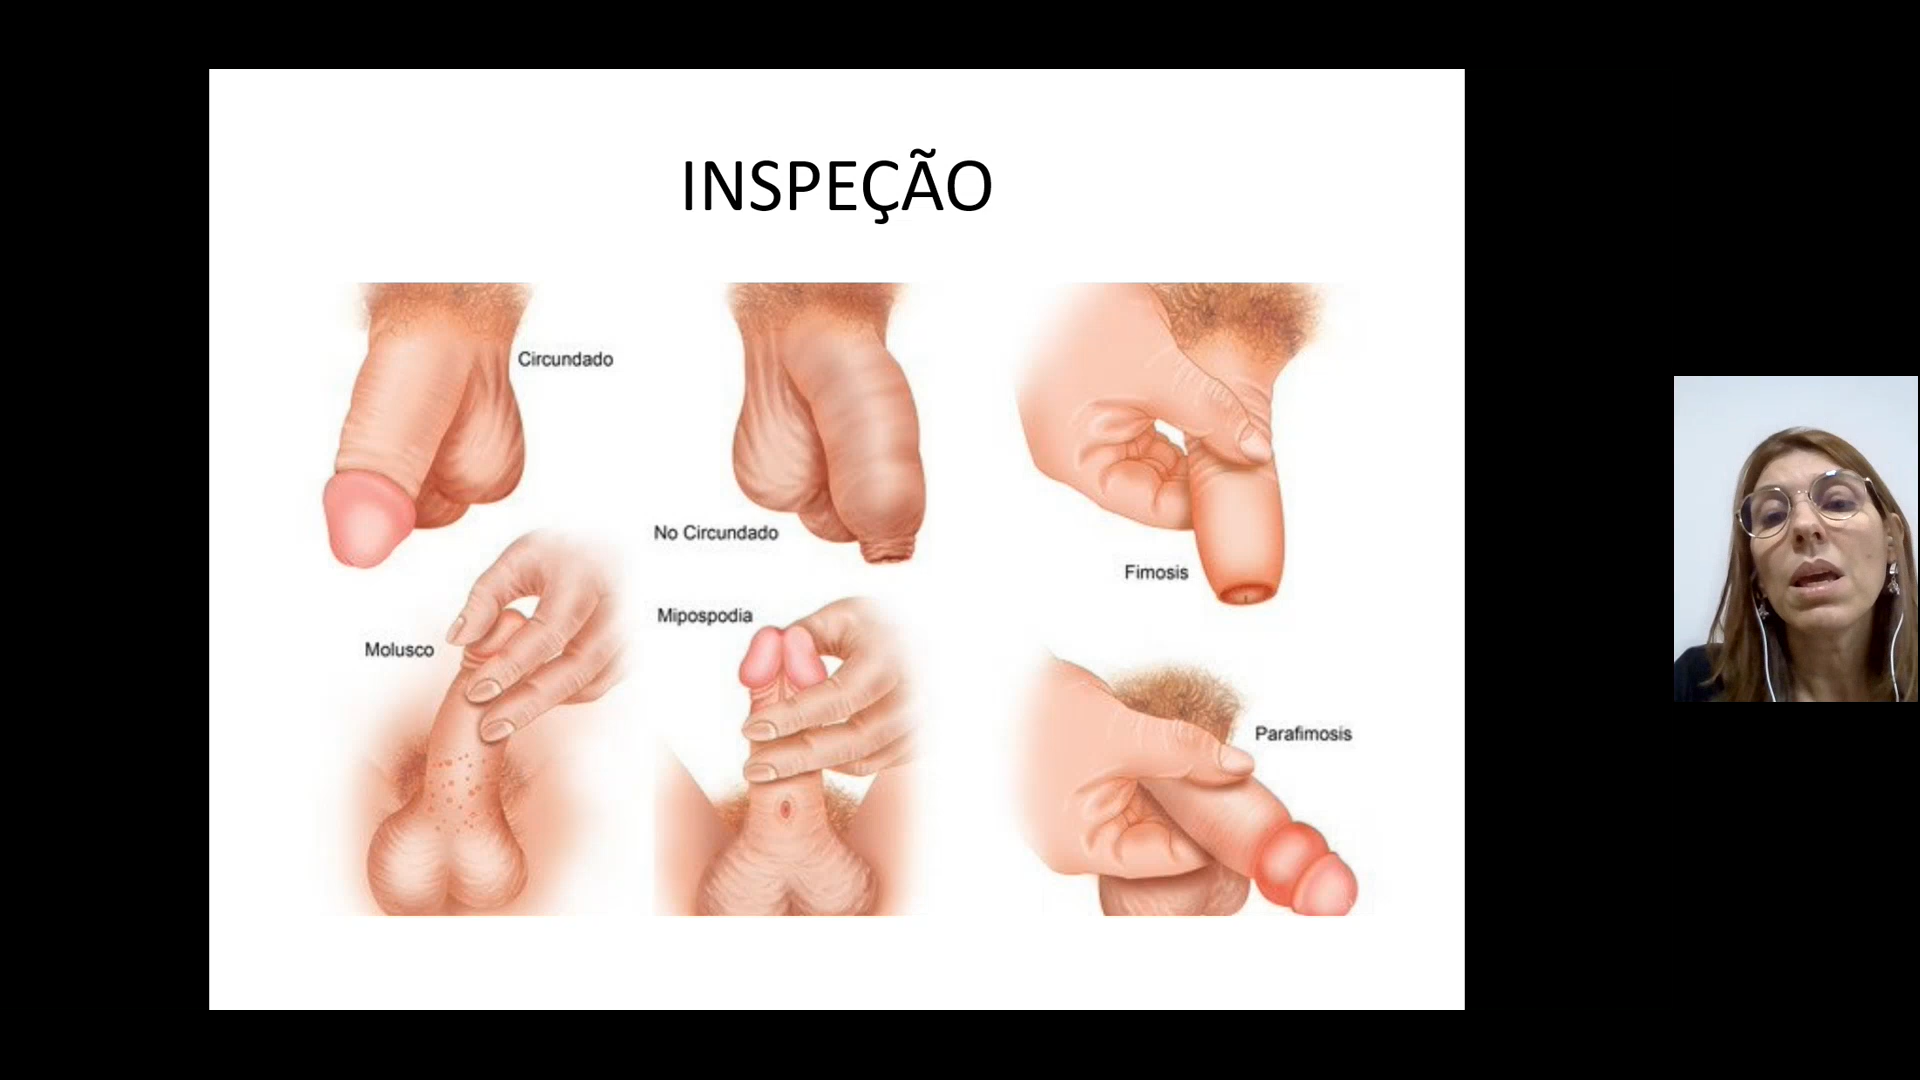 INSPEÇÃO
Circundado
No Circundado
Fimosis
Molusco
Mipospodia
Parafimosis